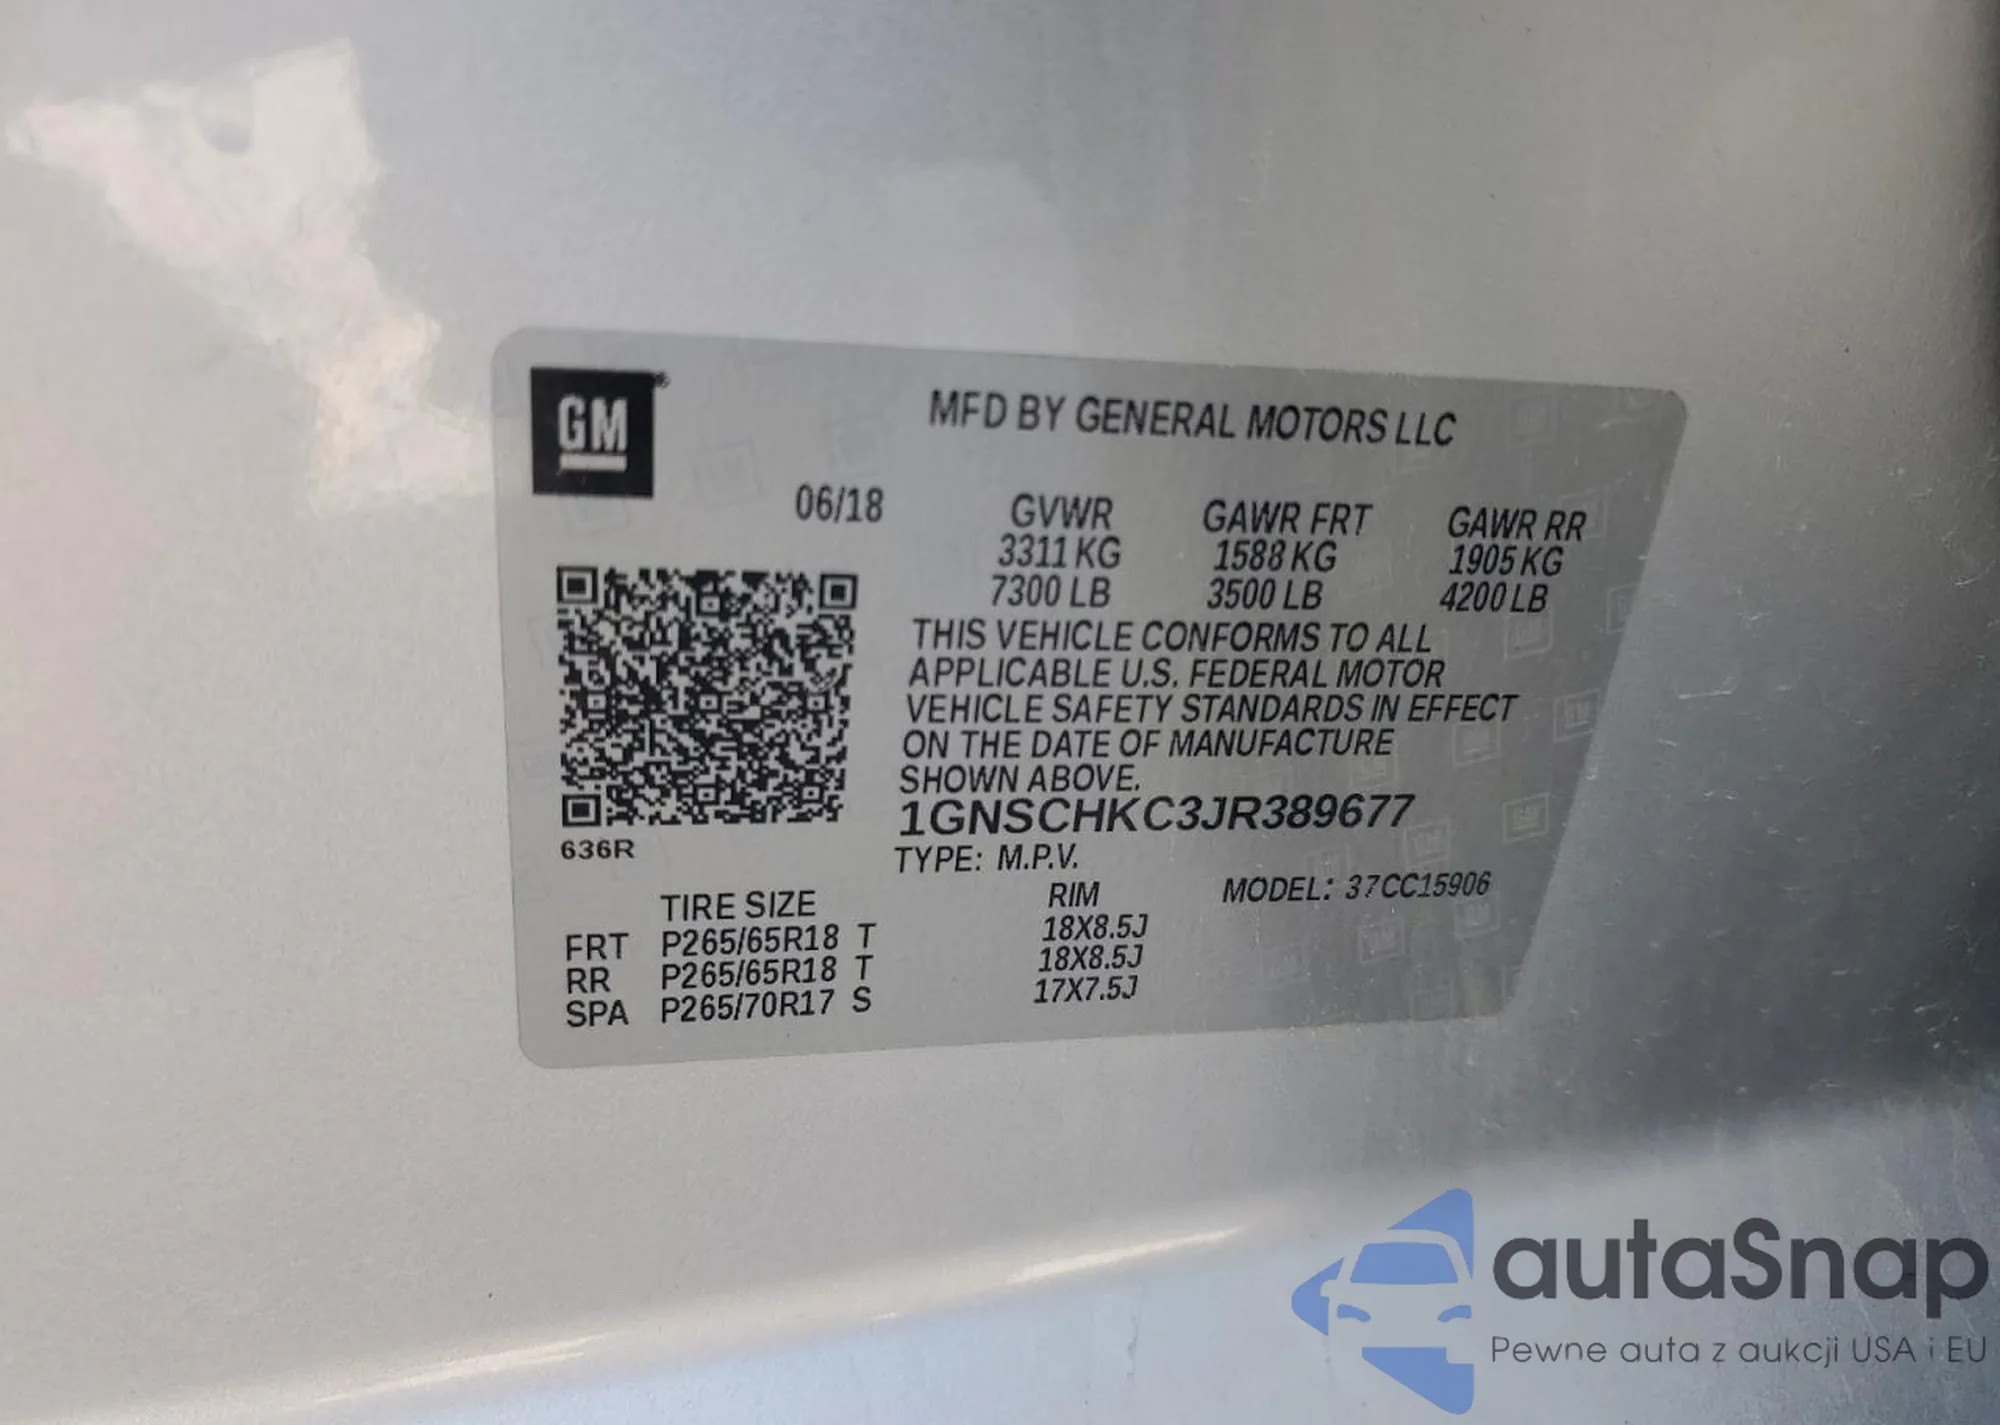 GM
MFD BY GENERAL MOTORS LLC
06/18
GVWR GAWR FRT GAWR RR
3311 KG 1588 KG 1905 KG
7300 LB 3500 LB 4200 LB
THIS VEHICLE CONFORMS TO ALL
APPLICABLE U.S. FEDERAL MOTOR
VEHICLE SAFETY STANDARDS IN EFFECT
ON THE DATE OF MANUFACTURE
SHOWN ABOVE.
1GNSCHKC3JR389677
636R
TYPE: M.P.V.
MODEL: 37CC15906
TIRE SIZE RIM
FRT P265/65R18 T 18X8.5J
RR P265/65R18 T 18X8.5J
SPA P265/70R17 S 17X7.5J
autaSnap
Pewne auta z aukcji USA i EU